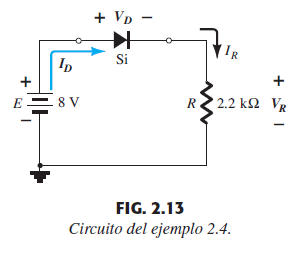 + V_D −
I_D
Si
I_R
+
E
8 V
−
R
2.2 kΩ
+
V_R
−
FIG. 2.13
Circuito del ejemplo 2.4.